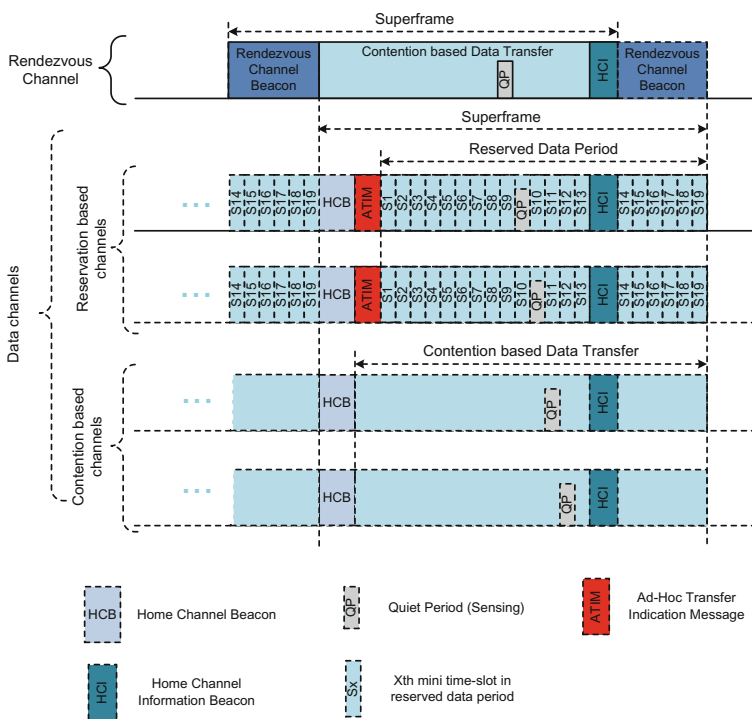 Superframe
Rendezvous
Channel
Rendezvous
Channel
Beacon
Contention based Data Transfer
QP
HCI
Rendezvous
Channel
Beacon
Superframe
Reserved Data Period
Data channels
Reservation based
channels
S14
S15
S16
S17
S18
S19
HCB
ATIM
S1
S2
S3
S4
S5
S6
S7
S8
S9
QP
S10
S11
S12
S13
HCI
S14
S15
S16
S17
S18
S19
S14
S15
S16
S17
S18
S19
HCB
ATIM
S1
S2
S3
S4
S5
S6
S7
S8
S9
S10
QP
S11
S12
S13
HCI
S14
S15
S16
S17
S18
S19
Contention based Data Transfer
Contention based
channels
HCB
QP
HCI
HCB
QP
HCI
HCB
Home Channel Beacon
QP
Quiet Period (Sensing)
ATIM
Ad-Hoc Transfer
Indication Message
HCI
Home Channel
Information Beacon
Sx
Xth mini time-slot in
reserved data period